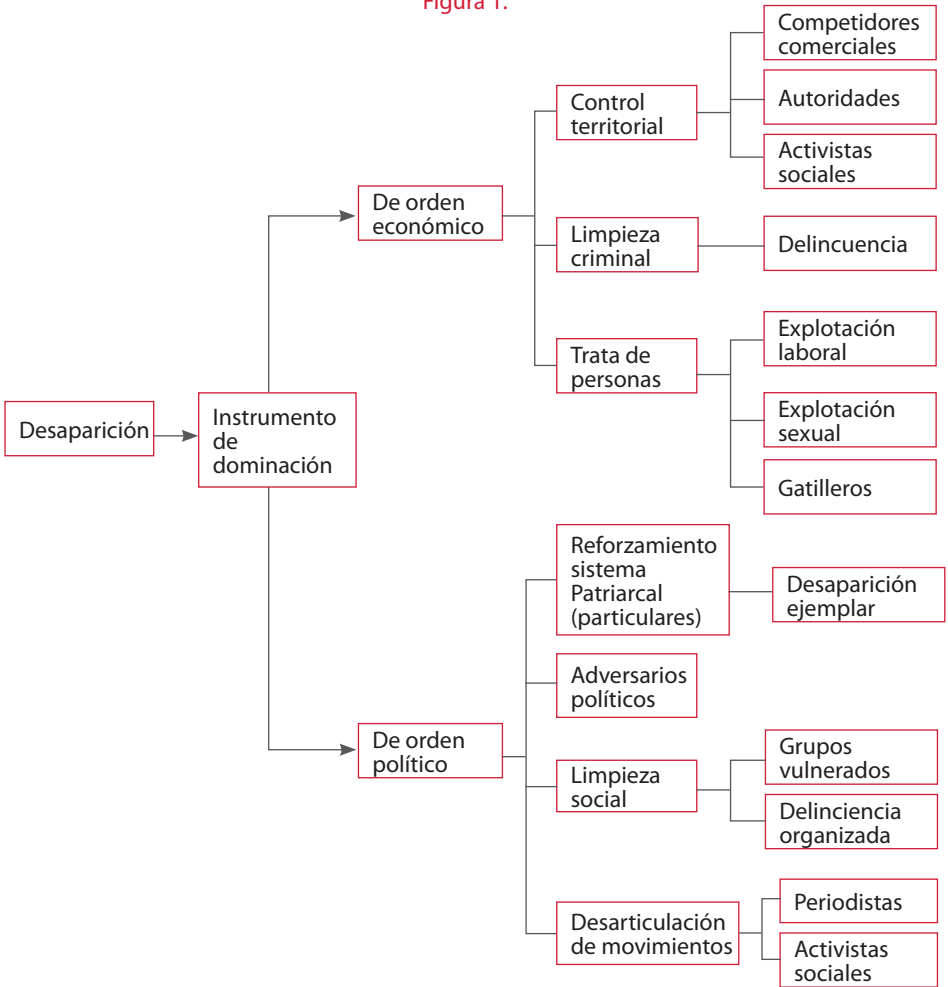 Figura 1.
Desaparición
Instrumento
de
dominación
De orden
económico
Control
territorial
Competidores
comerciales
Autoridades
Activistas
sociales
Limpieza
criminal
Delincuencia
Trata de
personas
Explotación
laboral
Explotación
sexual
Gatilleros
De orden
político
Reforzamiento
sistema
Patriarcal
(particulares)
Desaparición
ejemplar
Adversarios
políticos
Limpieza
social
Grupos
vulnerados
Delinciencia
organizada
Desarticulación
de movimientos
Periodistas
Activistas
sociales